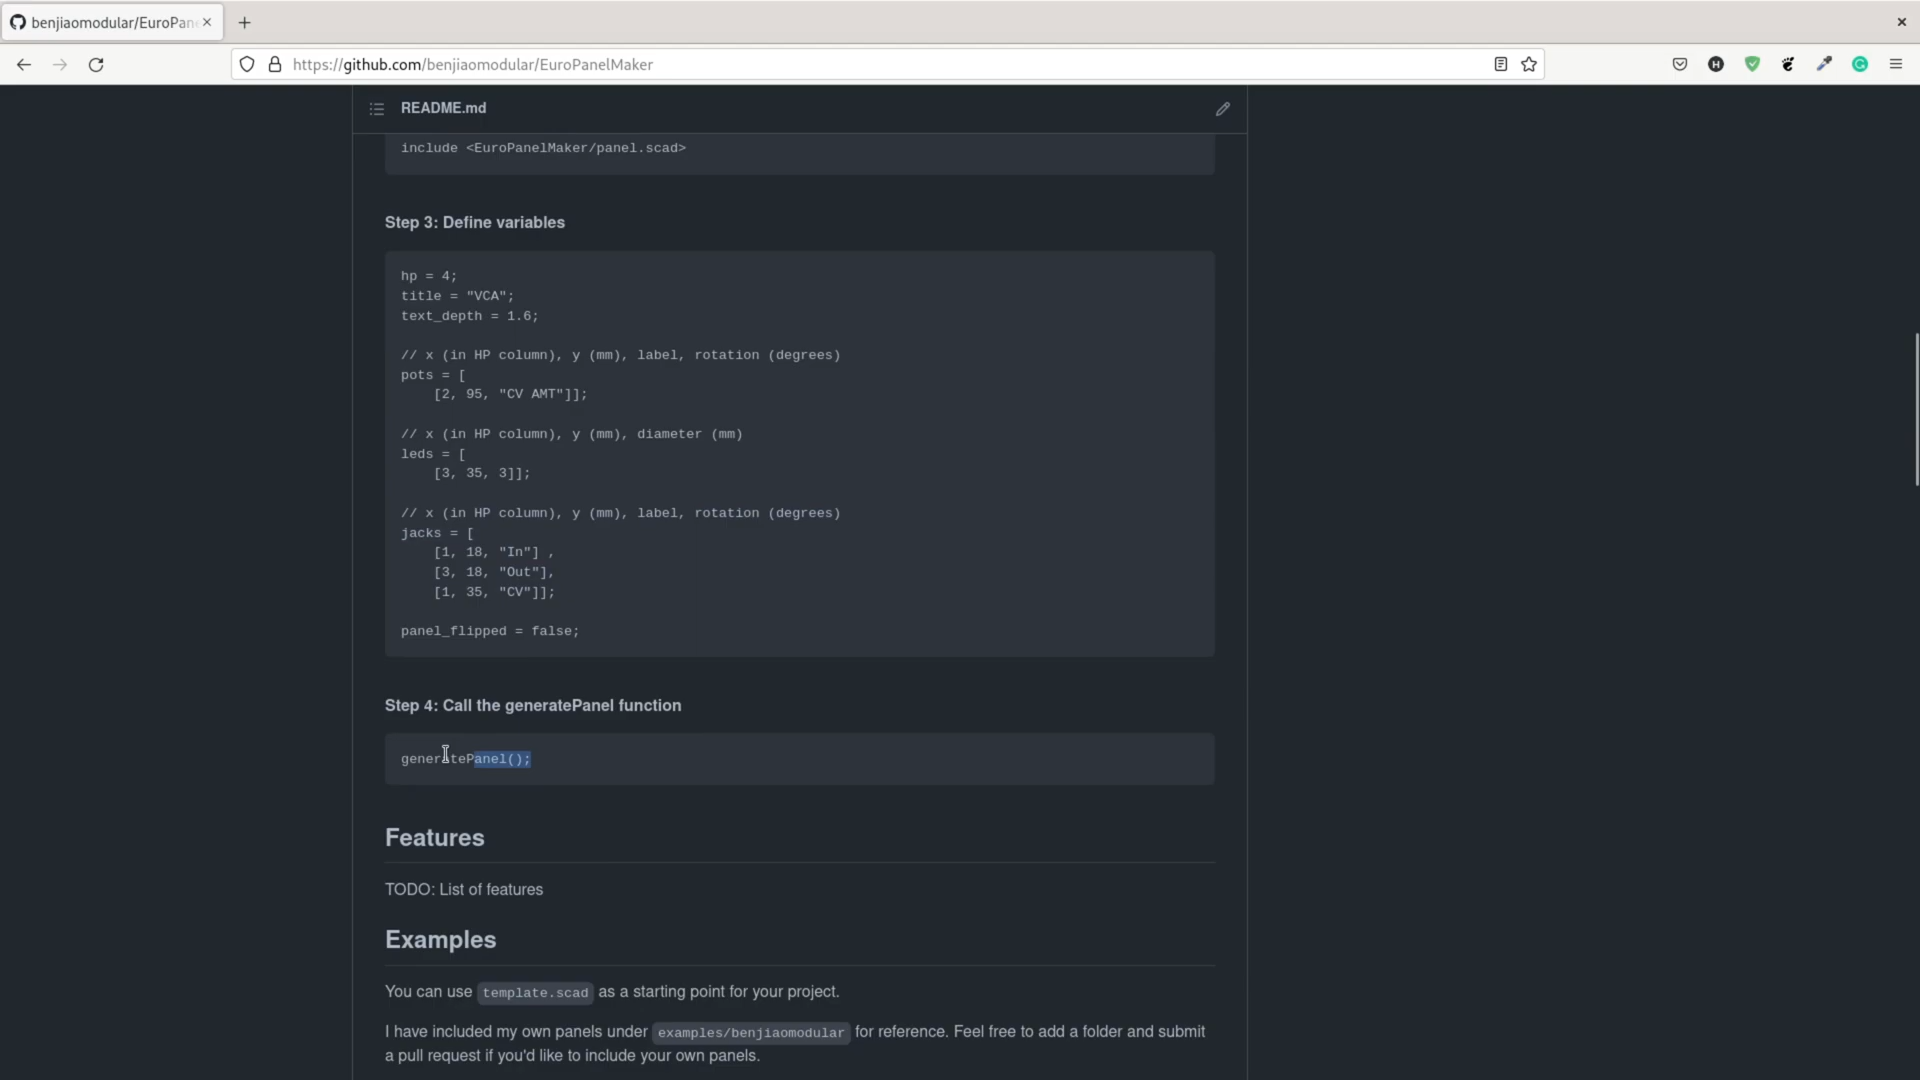 benjiaomodular/EuroPan
https://github.com/benjiaomodular/EuroPanelMaker
README.md
include <EuroPanelMaker/panel.scad>
Step 3: Define variables
hp = 4;
title = "VCA";
text_depth = 1.6;
// x (in HP column), y (mm), label, rotation (degrees)
pots = [
[2, 95, "CV AMT"]];
// x (in HP column), y (mm), diameter (mm)
leds = [
[3, 35, 3]];
// x (in HP column), y (mm), label, rotation (degrees)
jacks = [
[1, 18, "In"] ,
[3, 18, "Out"],
[1, 35, "CV"]];
panel_flipped = false;
Step 4: Call the generatePanel function
generatePanel();
Features
TODO: List of features
Examples
You can use template.scad as a starting point for your project.
I have included my own panels under examples/benjiaomodular for reference. Feel free to add a folder and submit
a pull request if you'd like to include your own panels.